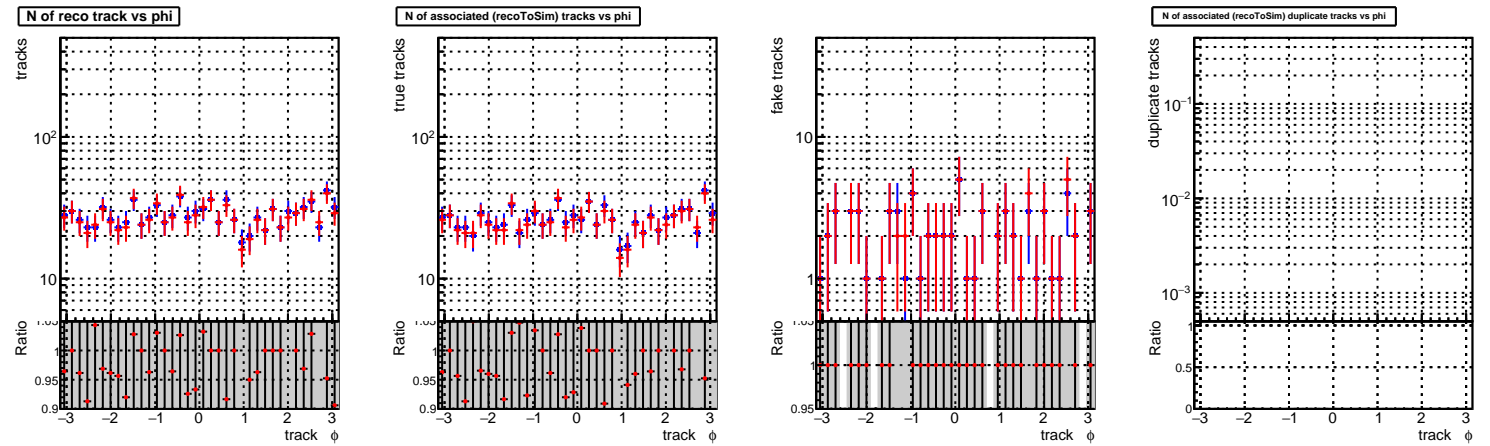 N of reco track vs phi
tracks
10²
10
Ratio
1.05
1
0.95
0.9
−3 −2 −1 0 1 2 3
track ϕ
N of associated (recoToSim) tracks vs phi
true tracks
10²
10
Ratio
1.05
1
0.95
0.9
−3 −2 −1 0 1 2 3
track ϕ
fake tracks
10
1
Ratio
1.05
1
0.95
−3 −2 −1 0 1 2 3
track ϕ
N of associated (recoToSim) duplicate tracks vs phi
duplicate tracks
10⁻¹
10⁻²
10⁻³
Ratio
1
0.5
0
−3 −2 −1 0 1 2 3
track ϕ